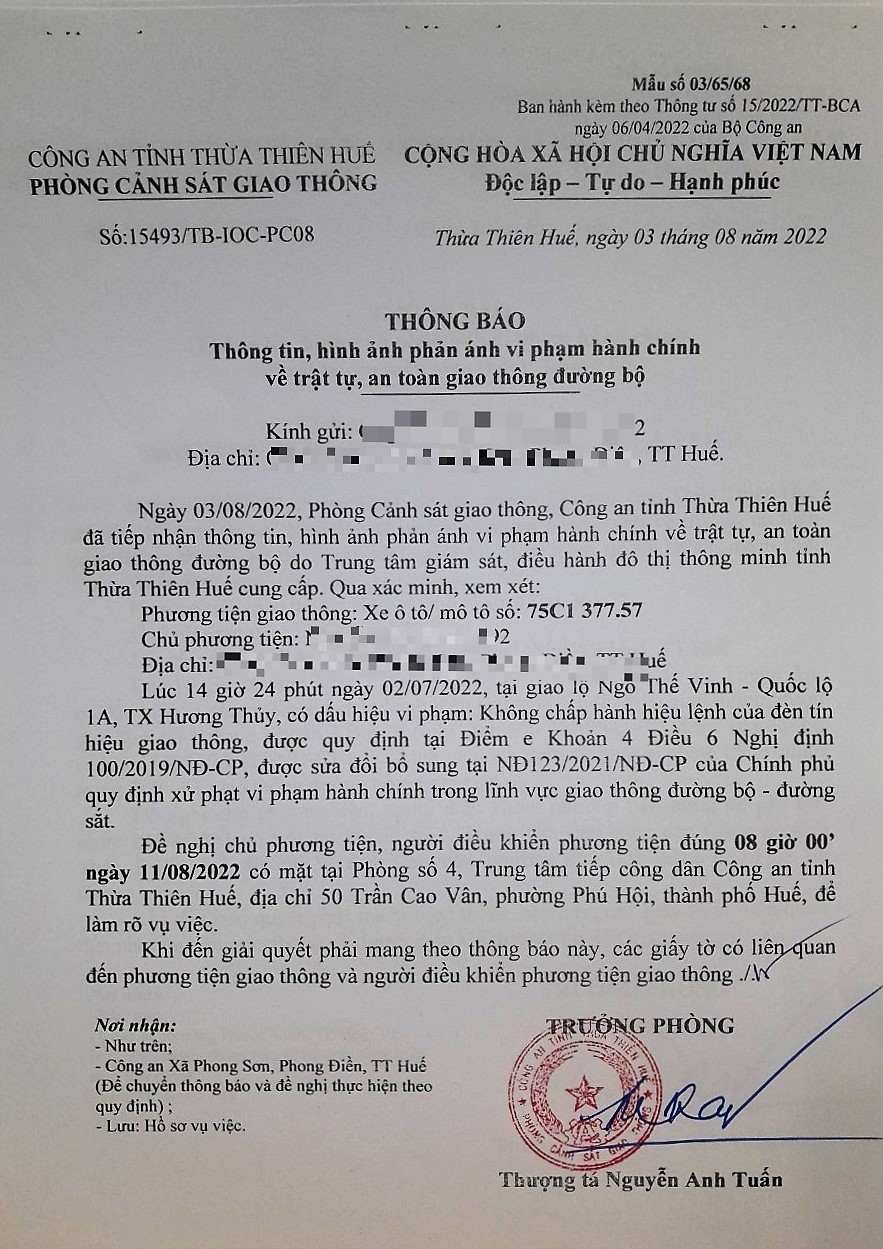 Mẫu số 03/65/68
Ban hành kèm theo Thông tư số 15/2022/TT-BCA
ngày 06/04/2022 của Bộ Công an
CÔNG AN TỈNH THỪA THIÊN HUẾ
PHÒNG CẢNH SÁT GIAO THÔNG
CỘNG HÒA XÃ HỘI CHỦ NGHĨA VIỆT NAM
Độc lập – Tự do – Hạnh phúc
Số:15493/TB-IOC-PC08
Thừa Thiên Huế, ngày 03 tháng 08 năm 2022
THÔNG BÁO
Thông tin, hình ảnh phản ánh vi phạm hành chính
về trật tự, an toàn giao thông đường bộ
Kính gửi: 2
Địa chỉ: , TT Huế.
Ngày 03/08/2022, Phòng Cảnh sát giao thông, Công an tỉnh Thừa Thiên Huế
đã tiếp nhận thông tin, hình ảnh phản ánh vi phạm hành chính về trật tự, an toàn
giao thông đường bộ do Trung tâm giám sát, điều hành đô thị thông minh tỉnh
Thừa Thiên Huế cung cấp. Qua xác minh, xem xét:
Phương tiện giao thông: Xe ô tô/ mô tô số: 75C1 377.57
Chủ phương tiện: 92
Địa chỉ: Huế
Lúc 14 giờ 24 phút ngày 02/07/2022, tại giao lộ Ngô Thế Vinh - Quốc lộ
1A, TX Hương Thủy, có dấu hiệu vi phạm: Không chấp hành hiệu lệnh của đèn tín
hiệu giao thông, được quy định tại Điểm e Khoản 4 Điều 6 Nghị định
100/2019/NĐ-CP, được sửa đổi bổ sung tại NĐ123/2021/NĐ-CP của Chính phủ
quy định xử phạt vi phạm hành chính trong lĩnh vực giao thông đường bộ - đường
sắt.
Đề nghị chủ phương tiện, người điều khiển phương tiện đúng 08 giờ 00’
ngày 11/08/2022 có mặt tại Phòng số 4, Trung tâm tiếp công dân Công an tỉnh
Thừa Thiên Huế, địa chỉ 50 Trần Cao Vân, phường Phú Hội, thành phố Huế, để
làm rõ vụ việc.
Khi đến giải quyết phải mang theo thông báo này, các giấy tờ có liên quan
đến phương tiện giao thông và người điều khiển phương tiện giao thông ./.
Nơi nhận:
- Như trên;
- Công an Xã Phong Sơn, Phong Điền, TT Huế
(Để chuyển thông báo và đề nghị thực hiện theo
quy định) ;
- Lưu: Hồ sơ vụ việc.
TRƯỞNG PHÒNG
CÔNG AN TỈNH THỪA THIÊN HUẾ
PHÒNG CẢNH SÁT GIAO THÔNG
Thượng tá Nguyễn Anh Tuấn